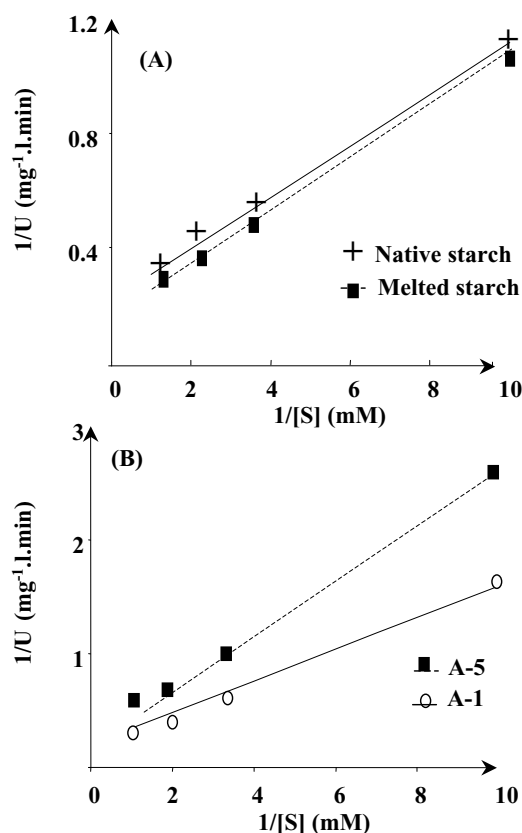 1.2
(A)
1/U (mg⁻¹.l.min)
0.8
0.4
Native starch
Melted starch
0 2 4 6 8 10
1/[S] (mM)
3
(B)
1/U (mg⁻¹.l.min)
2
1
A-5
A-1
0 2 4 6 8 10
1/[S] (mM)